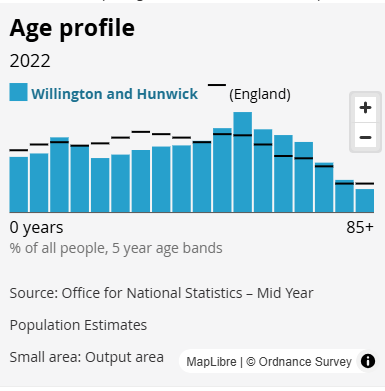 Age profile
2022
Willington and Hunwick (England)
+
−
0 years 85+
% of all people, 5 year age bands
Source: Office for National Statistics – Mid Year
Population Estimates
Small area: Output area
MapLibre | © Ordnance Survey